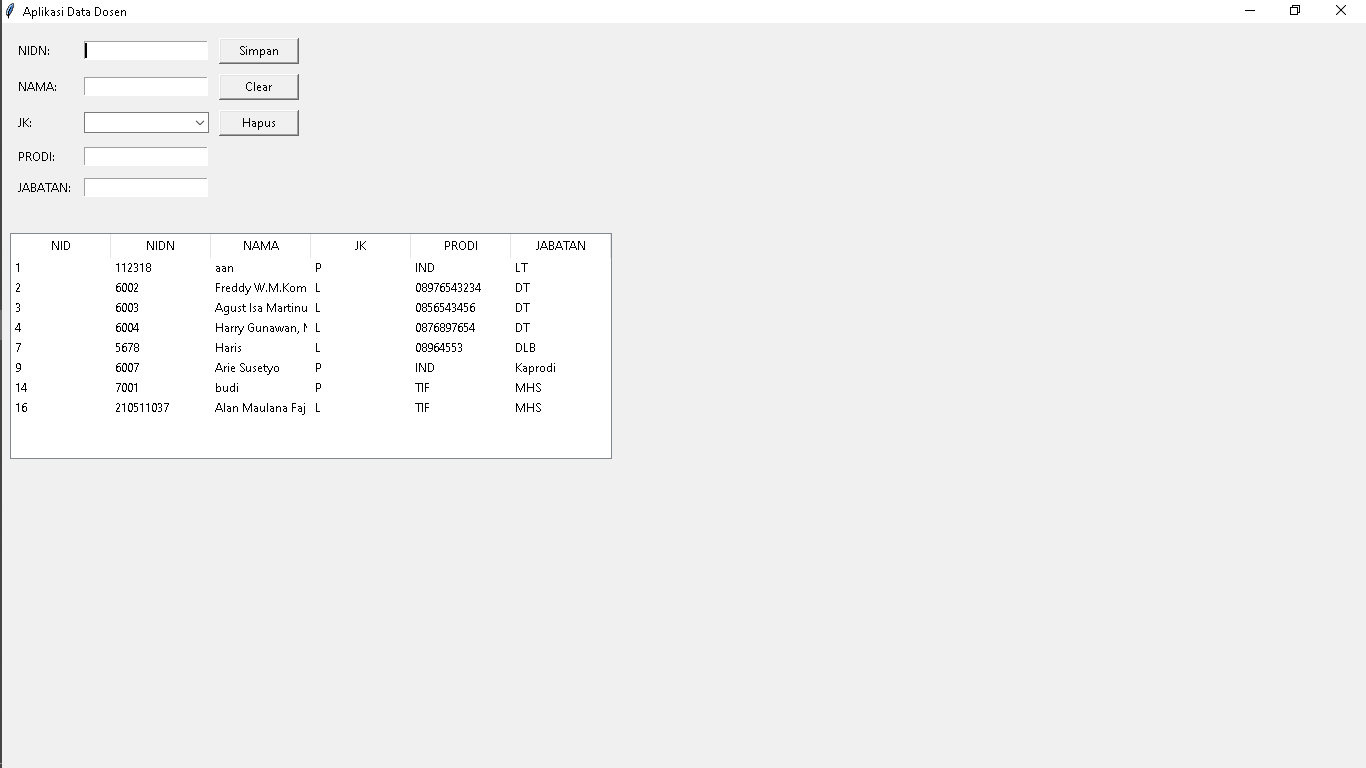 Aplikasi Data Dosen
NIDN: Simpan
NAMA: Clear
JK: Hapus
PRODI:
JABATAN:
NID NIDN NAMA JK PRODI JABATAN
1 112318 aan P IND LT
2 6002 Freddy W.M.Kom L 08976543234 DT
3 6003 Agust Isa Martinu L 0856543456 DT
4 6004 Harry Gunawan, L 0876897654 DT
7 5678 Haris L 08964553 DLB
9 6007 Arie Susetyo P IND Kaprodi
14 7001 budi P TIF MHS
16 210511037 Alan Maulana Faj L TIF MHS